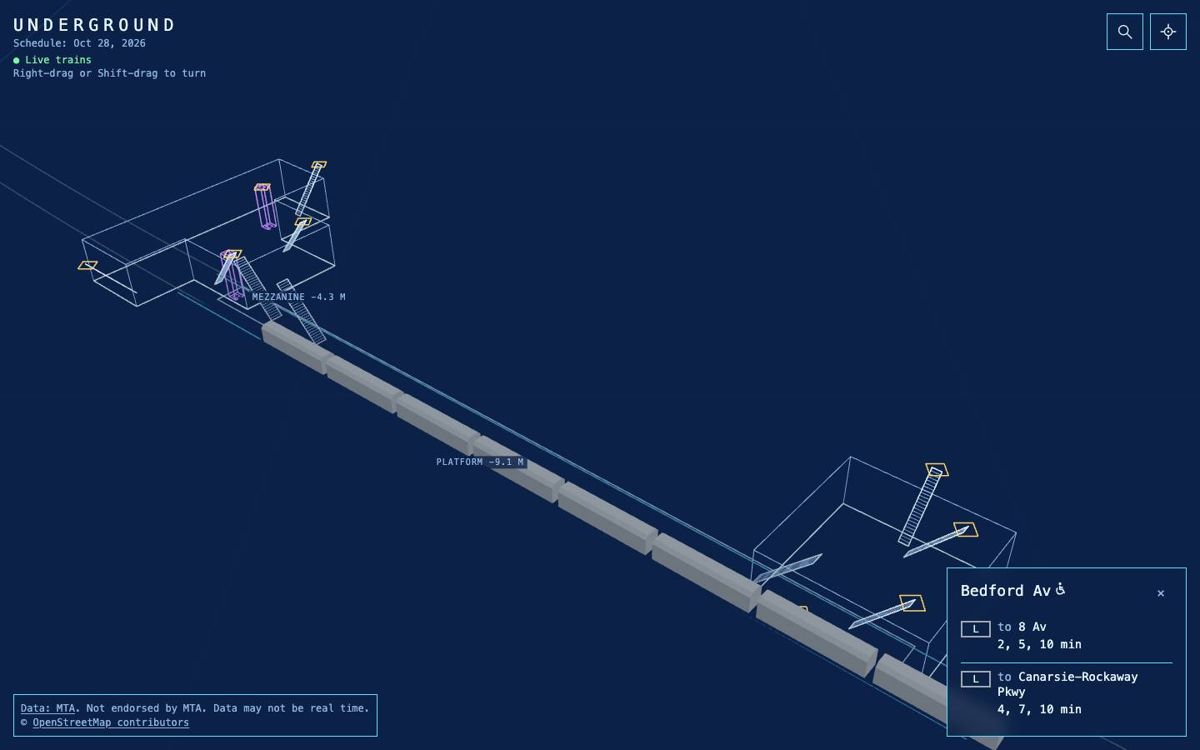 UNDERGROUND
Schedule: Oct 28, 2026
Live trains
Right-drag or Shift-drag to turn
MEZZANINE -4.3 M
PLATFORM -9.1 M
Bedford Av
×
L to 8 Av
2, 5, 10 min
L to Canarsie-Rockaway
Pkwy
4, 7, 10 min
Data: MTA. Not endorsed by MTA. Data may not be real time.
© OpenStreetMap contributors